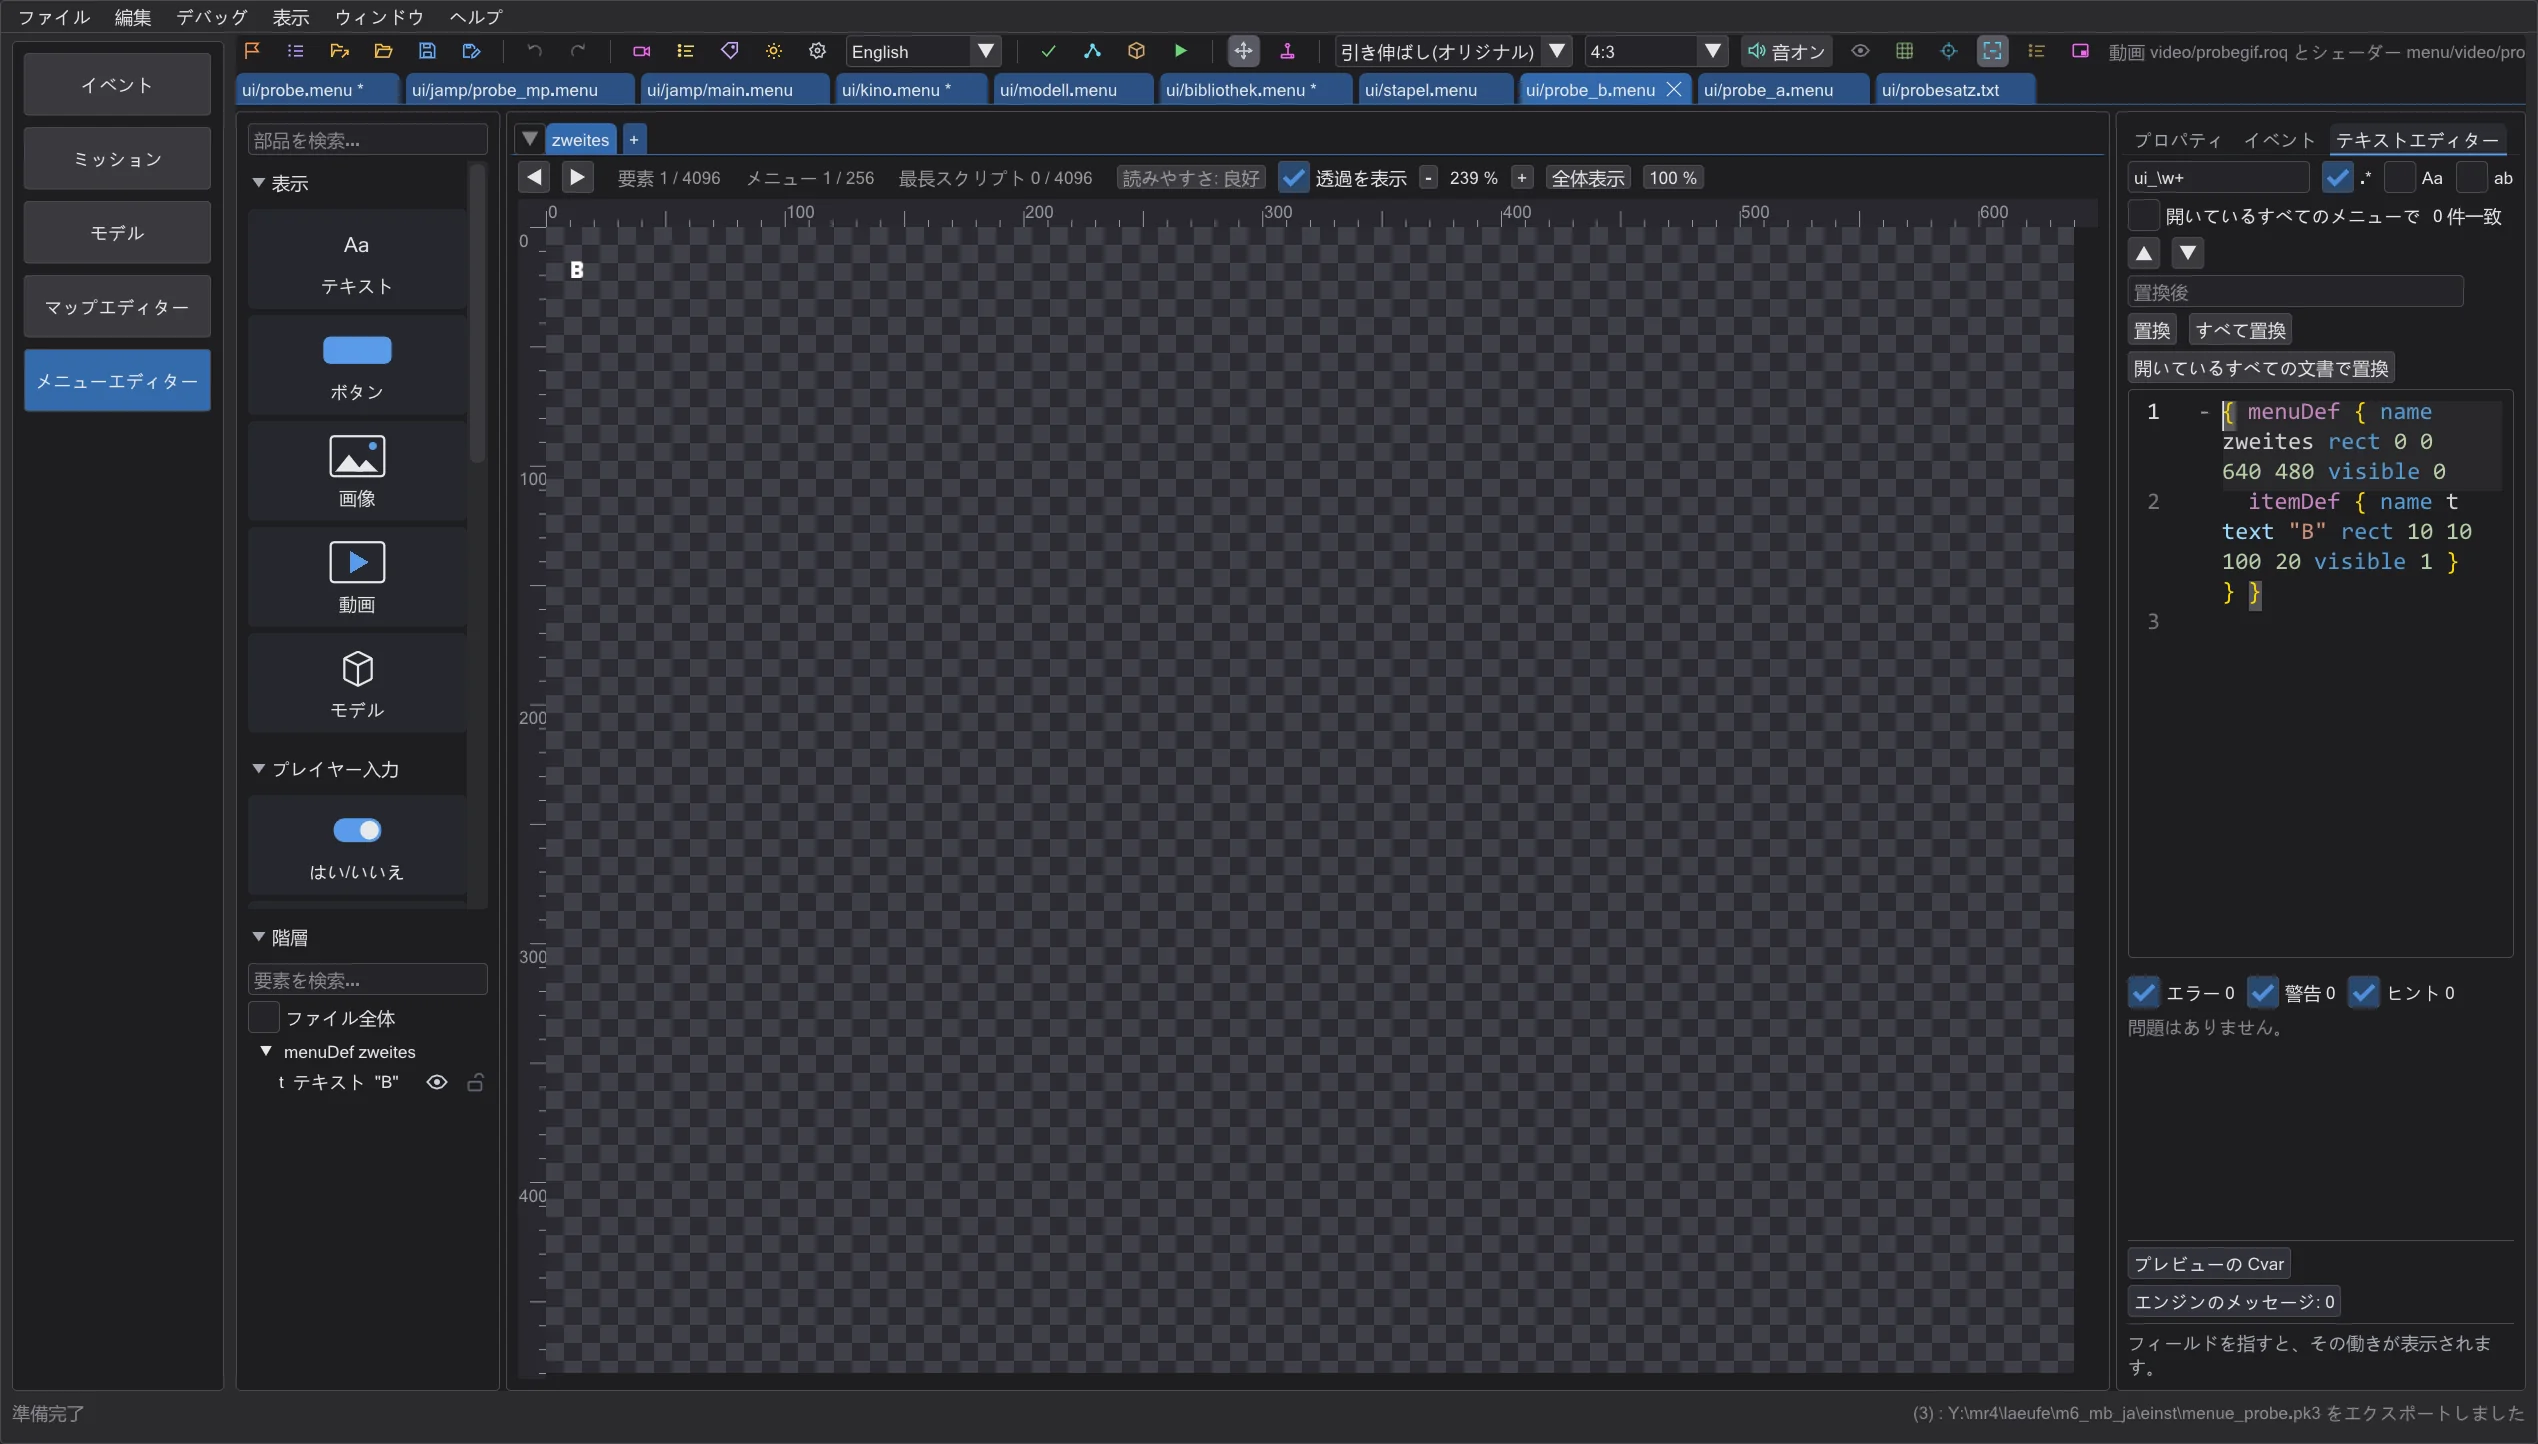 ファイル 編集 デバッグ 表示 ウィンドウ ヘルプ
English 引き伸ばし(オリジナル) 4:3 音オン 動画 video/probegif.roq とシェーダー menu/video/pro
ui/probe.menu * ui/jamp/probe_mp.menu ui/jamp/main.menu ui/kino.menu * ui/modell.menu ui/bibliothek.menu * ui/stapel.menu ui/probe_b.menu ui/probe_a.menu ui/probesatz.txt
イベント
ミッション
モデル
マップエディター
メニューエディター
部品を検索...
表示
Aa
テキスト
ボタン
画像
動画
モデル
プレイヤー入力
はい/いいえ
階層
要素を検索...
ファイル全体
menuDef zweites
t テキスト "B"
zweites +
要素 1 / 4096 メニュー 1 / 256 最長スクリプト 0 / 4096 読みやすさ: 良好 透過を表示 - 239 % + 全体表示 100 %
0 100 200 300 400 500 600
0
100
200
300
400
B
プロパティ イベント テキストエディター
ui_\w+ .* Aa ab
開いているすべてのメニューで 0 件一致
置換後
置換 すべて置換
開いているすべての文書で置換
1 - { menuDef { name
zweites rect 0 0
640 480 visible 0
2 itemDef { name t
text "B" rect 10 10
100 20 visible 1 }
} }
3
エラー 0 警告 0 ヒント 0
問題はありません。
プレビューの Cvar
エンジンのメッセージ: 0
フィールドを指すと、その働きが表示されま
す。
準備完了 (3) : Y:\mr4\laeufe\m6_mb_ja\einst\menue_probe.pk3 をエクスポートしました